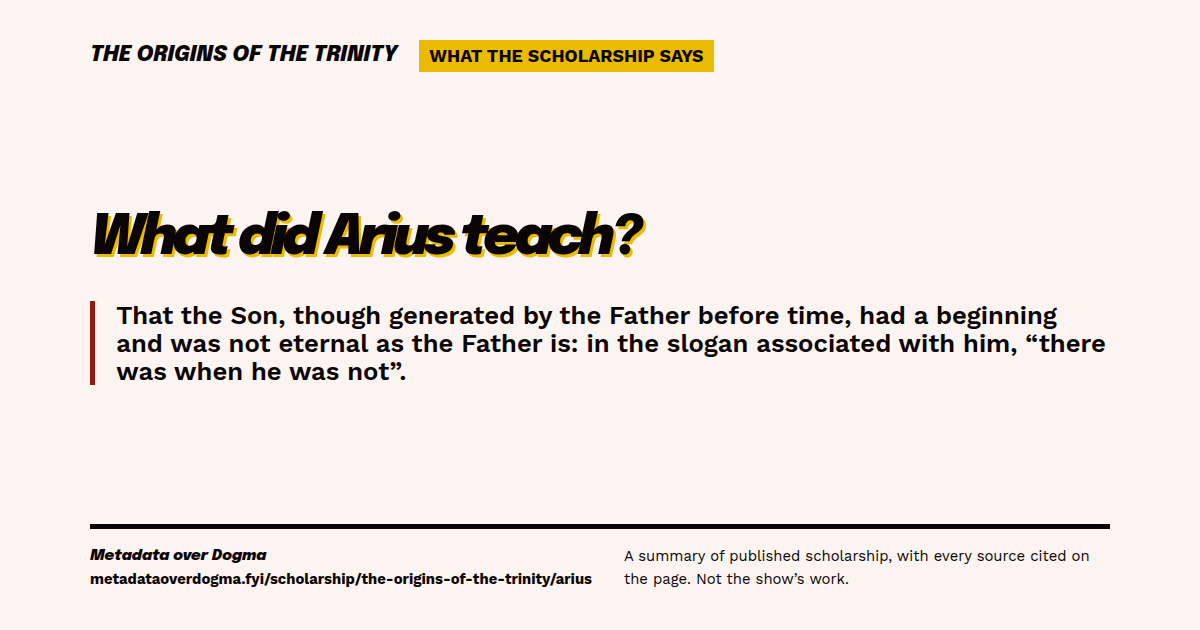 THE ORIGINS OF THE TRINITY
WHAT THE SCHOLARSHIP SAYS
What did Arius teach?
That the Son, though generated by the Father before time, had a beginning
and was not eternal as the Father is: in the slogan associated with him, “there
was when he was not”.
Metadata over Dogma
metadataoverdogma.fyi/scholarship/the-origins-of-the-trinity/arius
A summary of published scholarship, with every source cited on
the page. Not the show’s work.